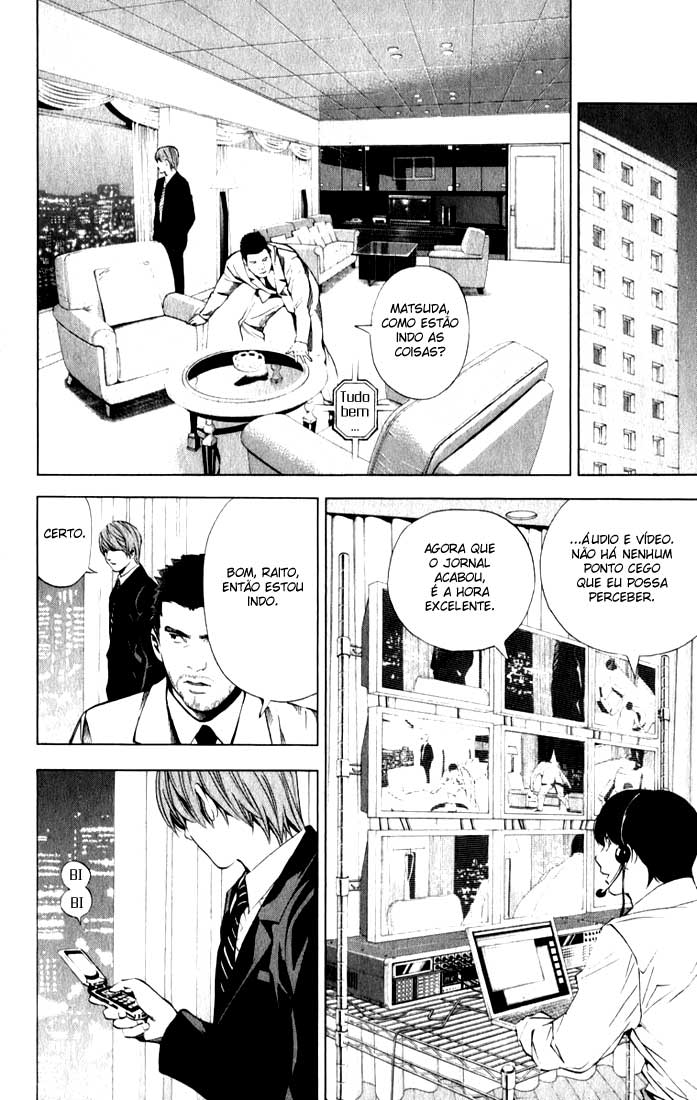 MATSUDA,
COMO ESTÃO
INDO AS
COISAS?
Tudo
bem
...
...ÁUDIO E VÍDEO.
NÃO HÁ NENHUM
PONTO CEGO
QUE EU POSSA
PERCEBER.
AGORA QUE
O JORNAL
ACABOU,
É A HORA
EXCELENTE.
BOM, RAITO,
ENTÃO ESTOU
INDO.
CERTO.
BI
BI